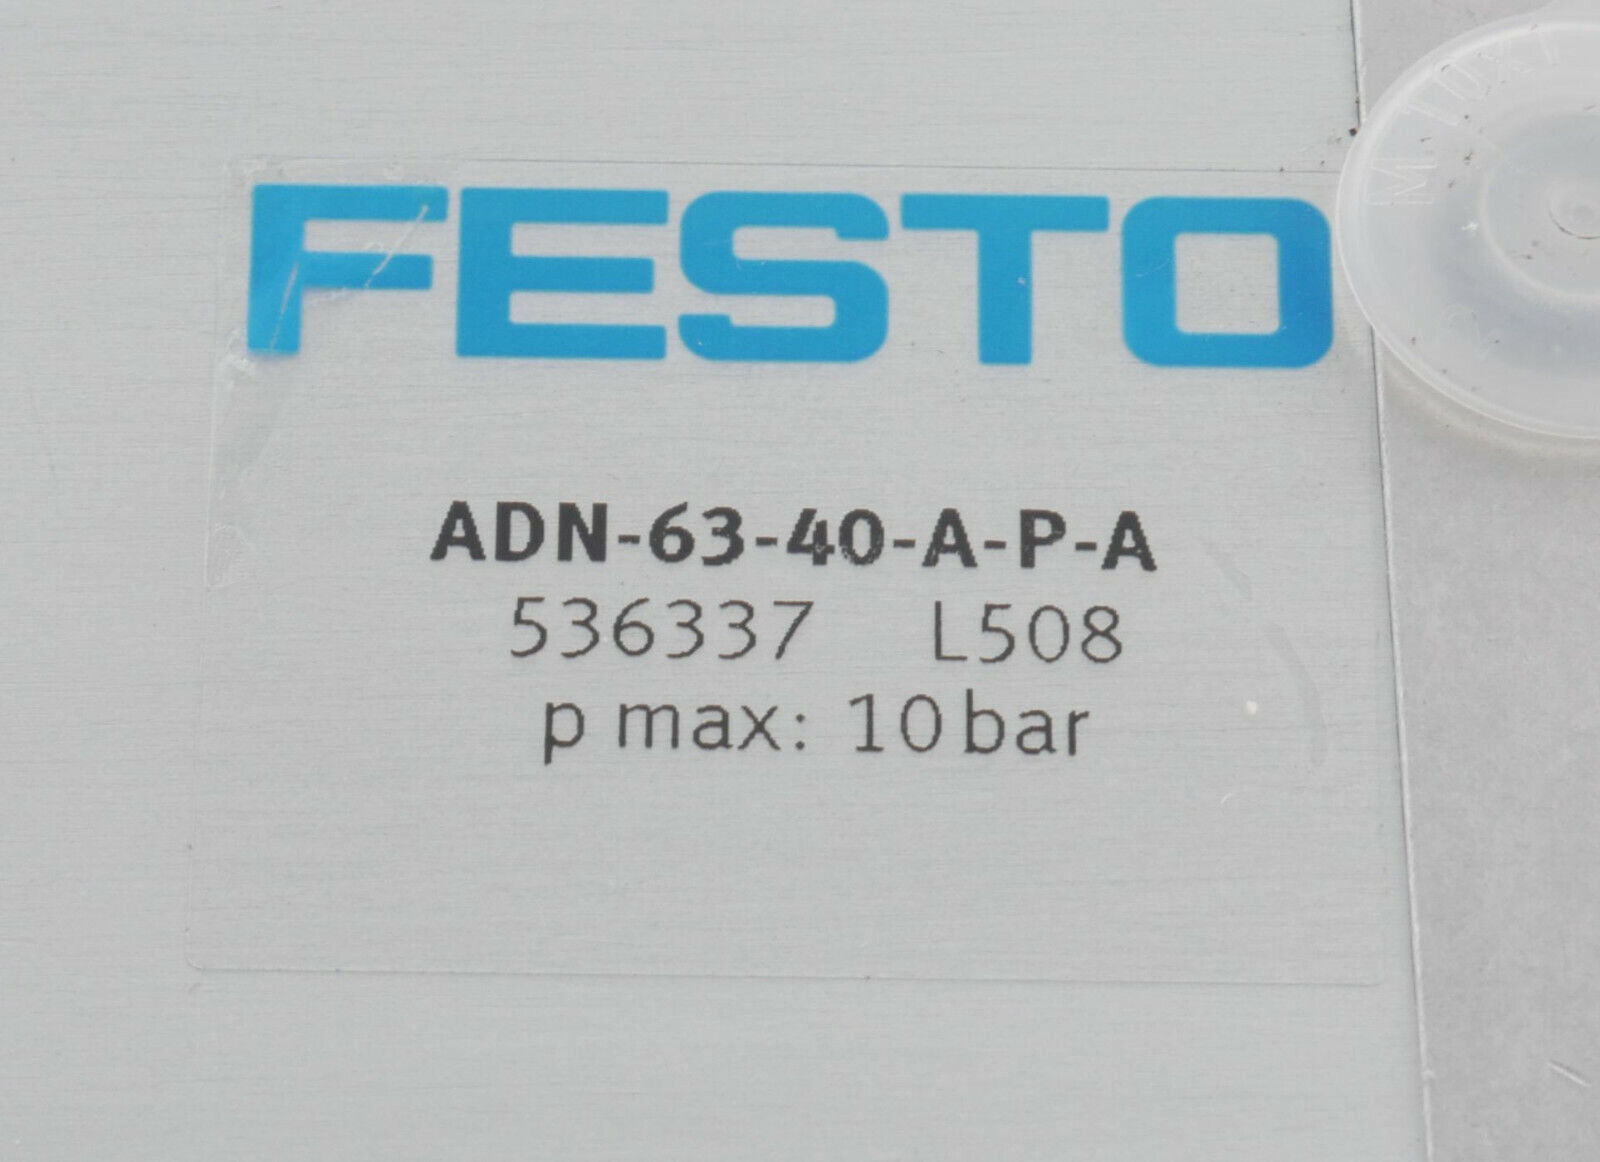 FESTO
ADN-63-40-A-P-A
536337 L508
p max: 10 bar